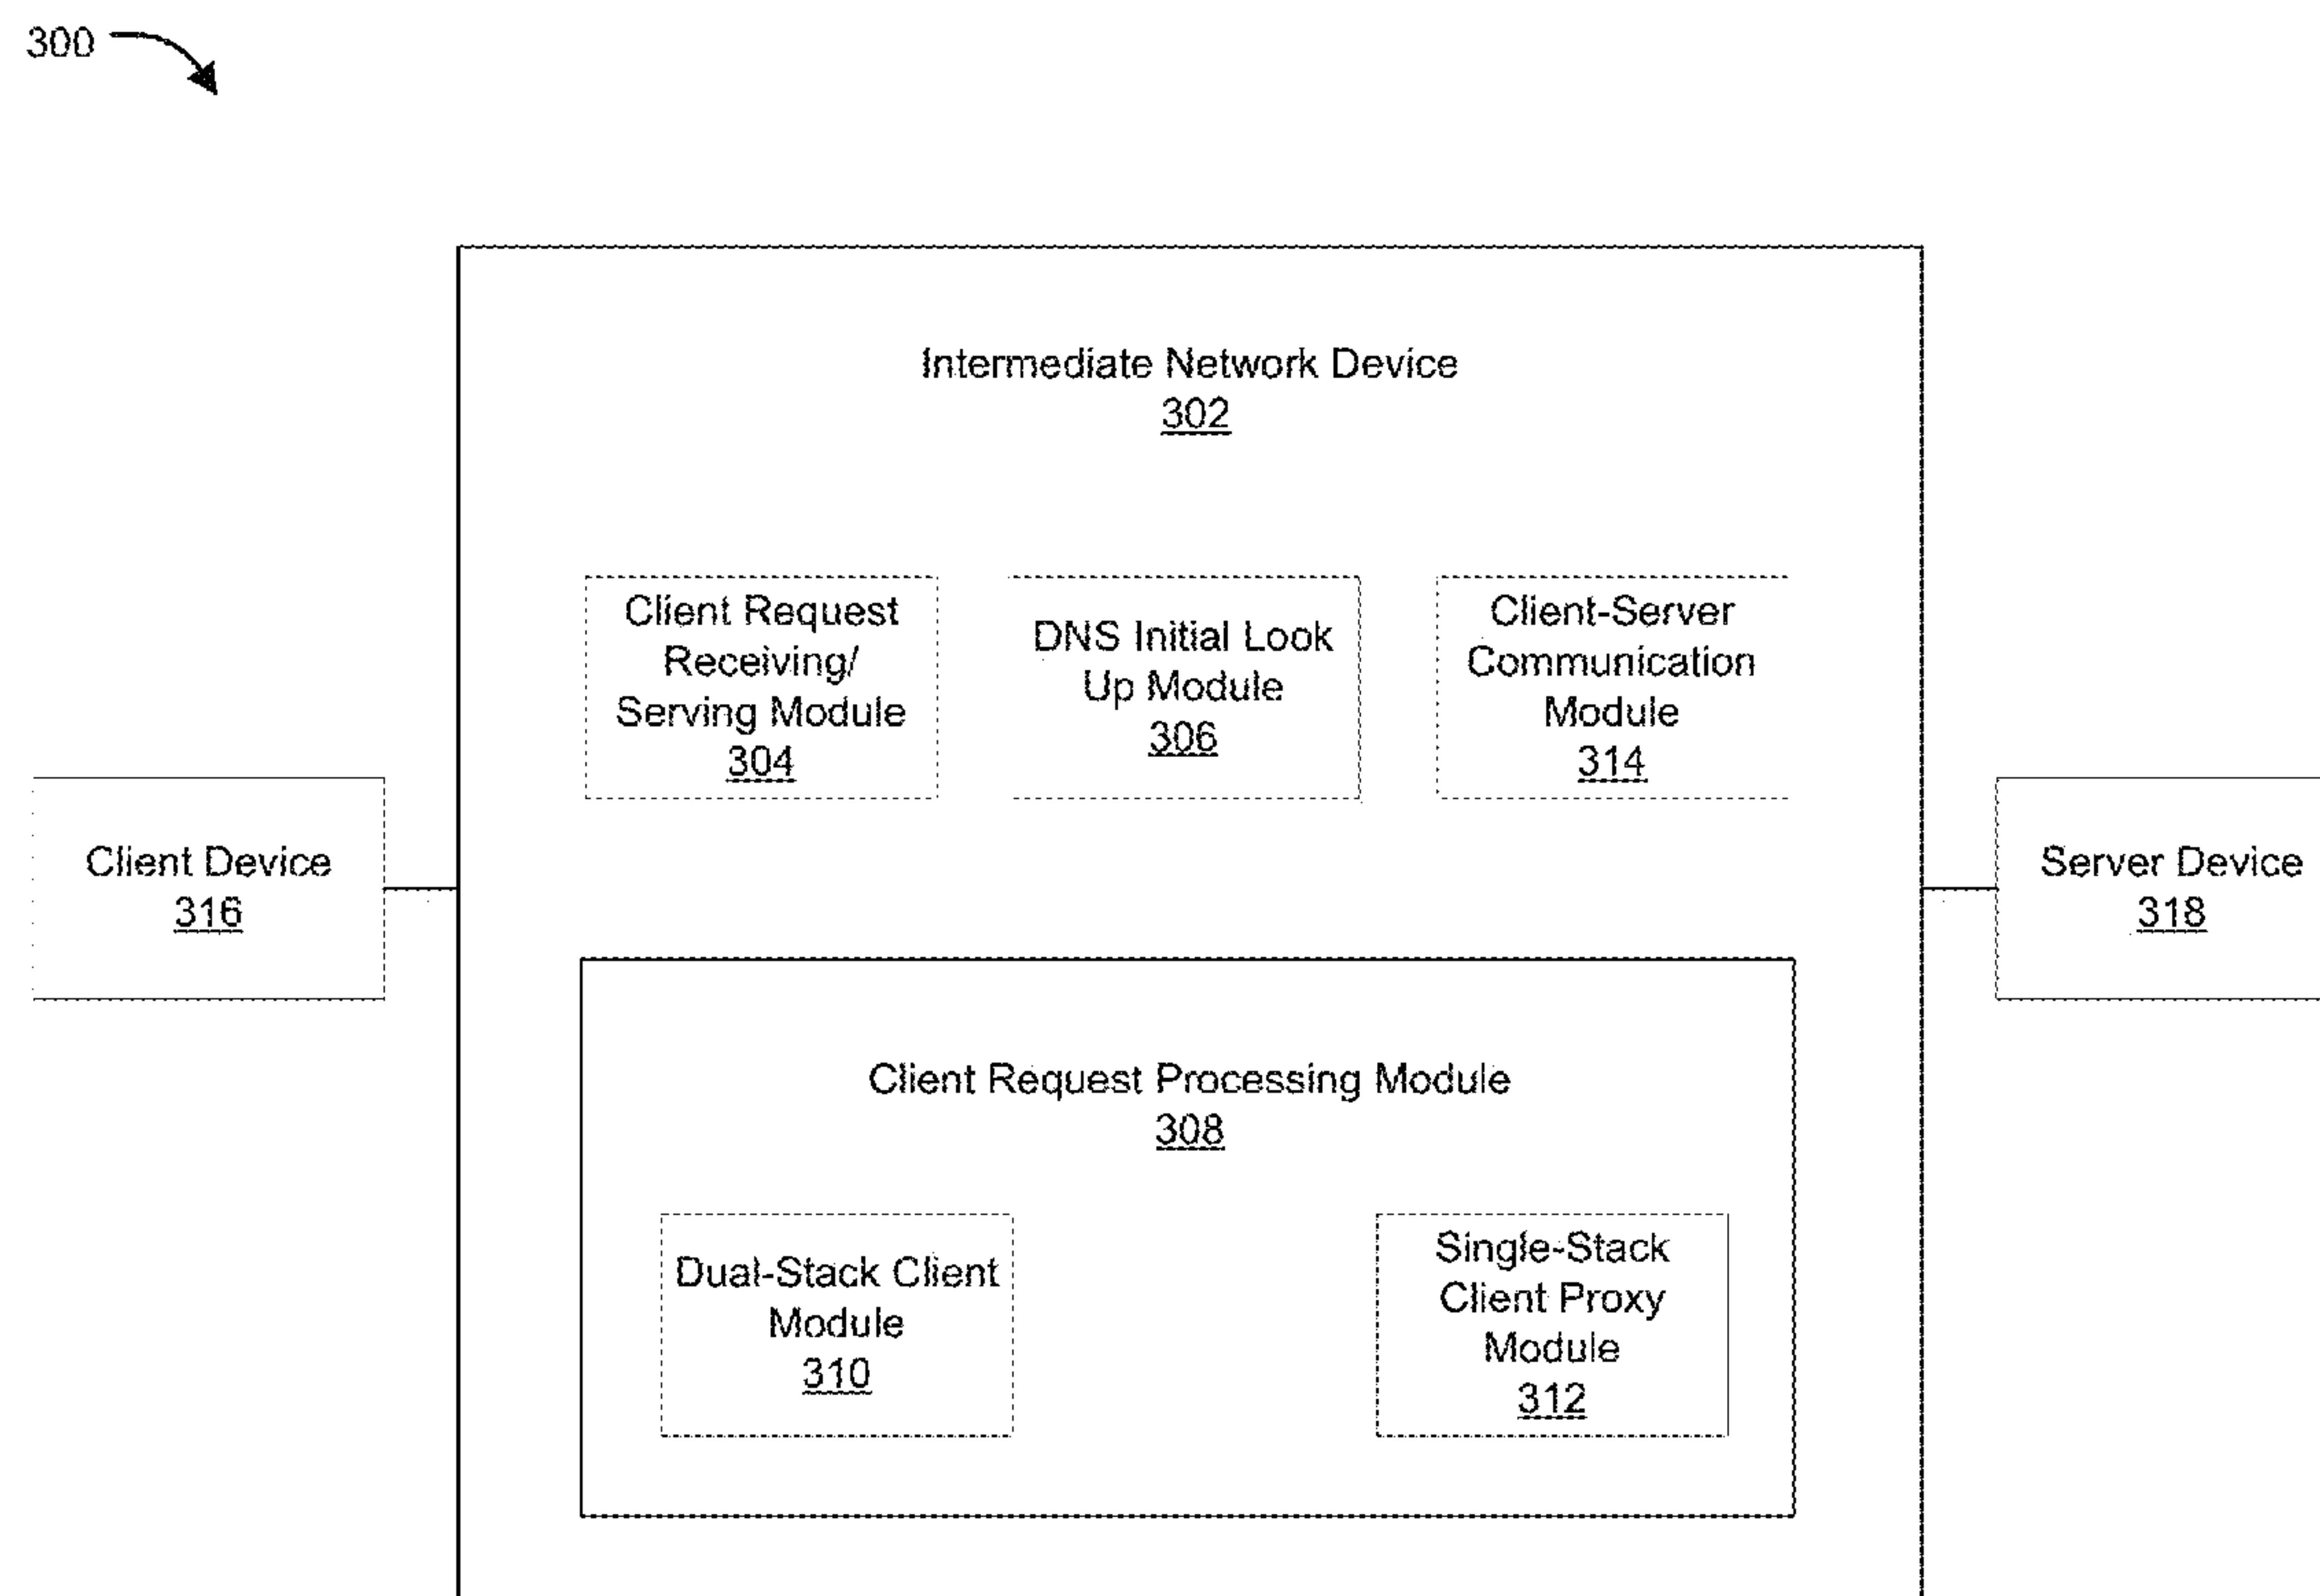 300
Intermediate Network Device
302
Client Request
Receiving/
Serving Module
304
DNS Initial Look
Up Module
306
Client-Server
Communication
Module
314
Client Device
316
Server Device
318
Client Request Processing Module
308
Dual-Stack Client
Module
310
Single-Stack
Client Proxy
Module
312